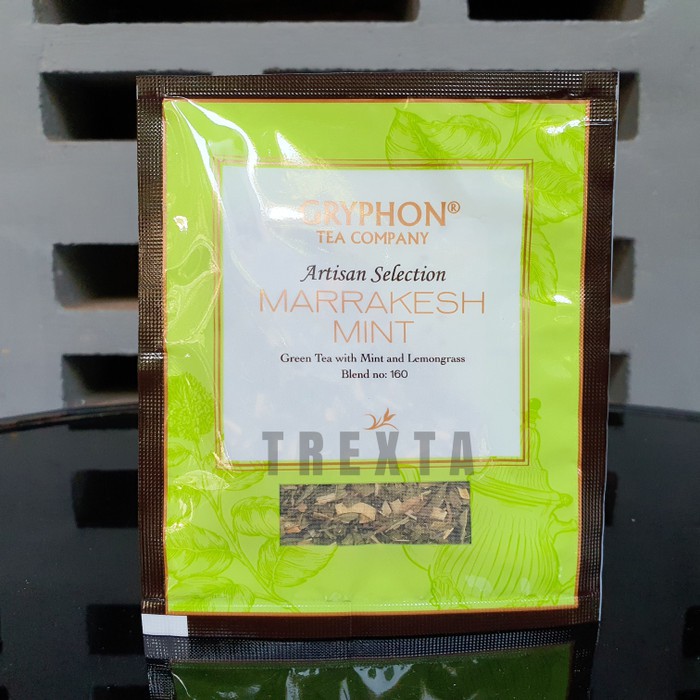 GRYPHON®
TEA COMPANY
Artisan Selection
MARRAKESH
MINT
Green Tea with Mint and Lemongrass
Blend no: 160
TREXTA